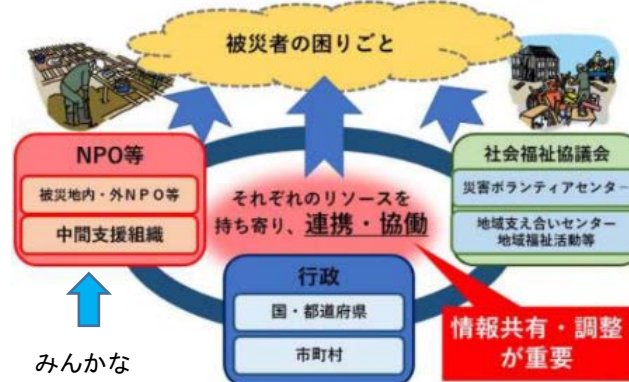 被災者の困りごと
NPO等
被災地内・外NPO等
中間支援組織
それぞれのリソースを
持ち寄り、連携・協働
社会福祉協議会
災害ボランティアセンター
地域支え合いセンター
地域福祉活動等
行政
国・都道府県
市町村
情報共有・調整
が重要
みんかな